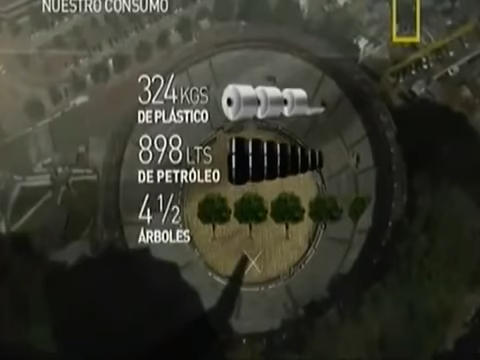 NUESTRO CONSUMO
324 KGS
DE PLÁSTICO
898 LTS
DE PETRÓLEO
4 1/2
ÁRBOLES